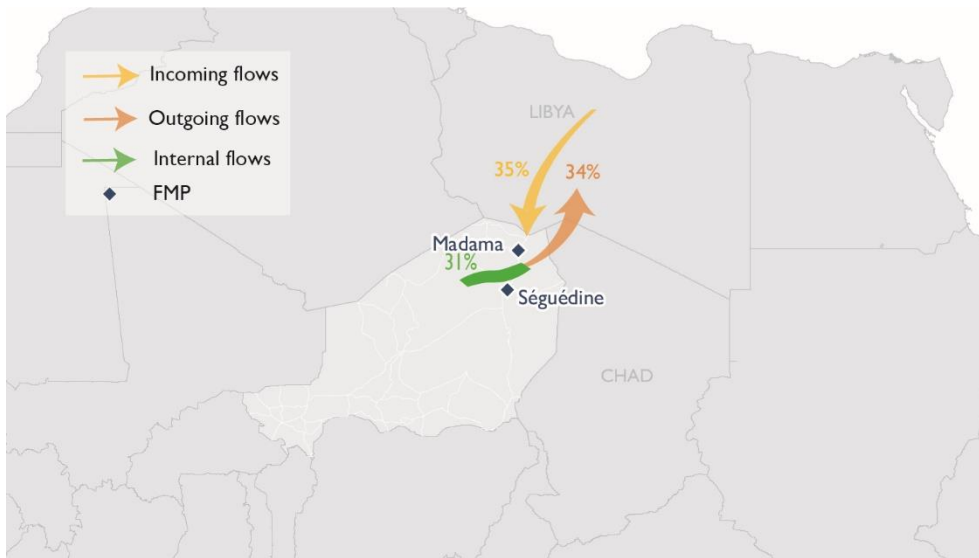 Incoming flows
Outgoing flows
Internal flows
FMP
LIBYA
35%
34%
Madama
31%
Séguédine
CHAD